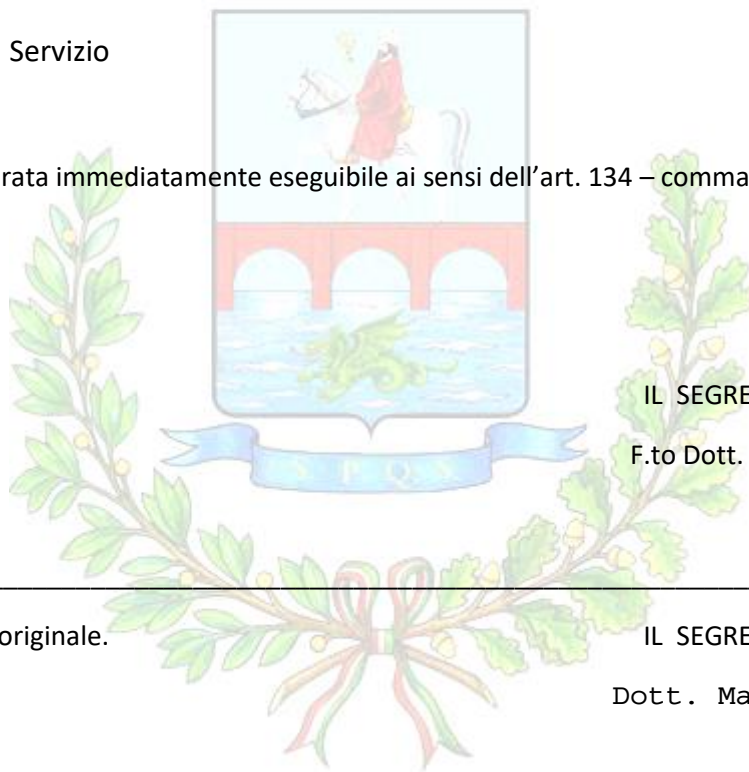 Servizio
rata immediatamente eseguibile ai sensi dell’art. 134 – comma
IL SEGRE
F.to Dott.
S P Q S
originale.
IL SEGRE
Dott. Ma